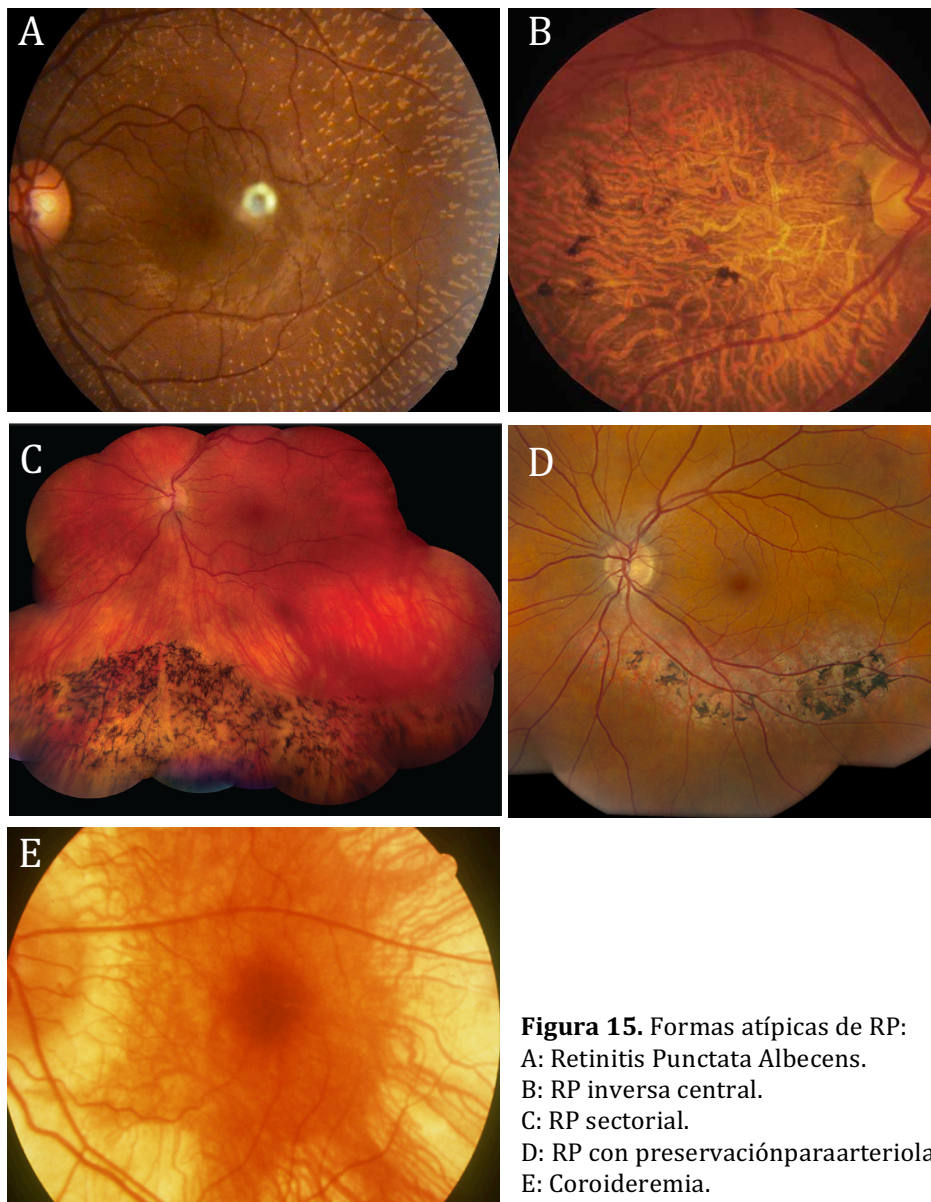 A
B
C
D
E
Figura 15. Formas atípicas de RP:
A: Retinitis Punctata Albecens.
B: RP inversa central.
C: RP sectorial.
D: RP con preservaciónparaarteriola
E: Coroideremia.